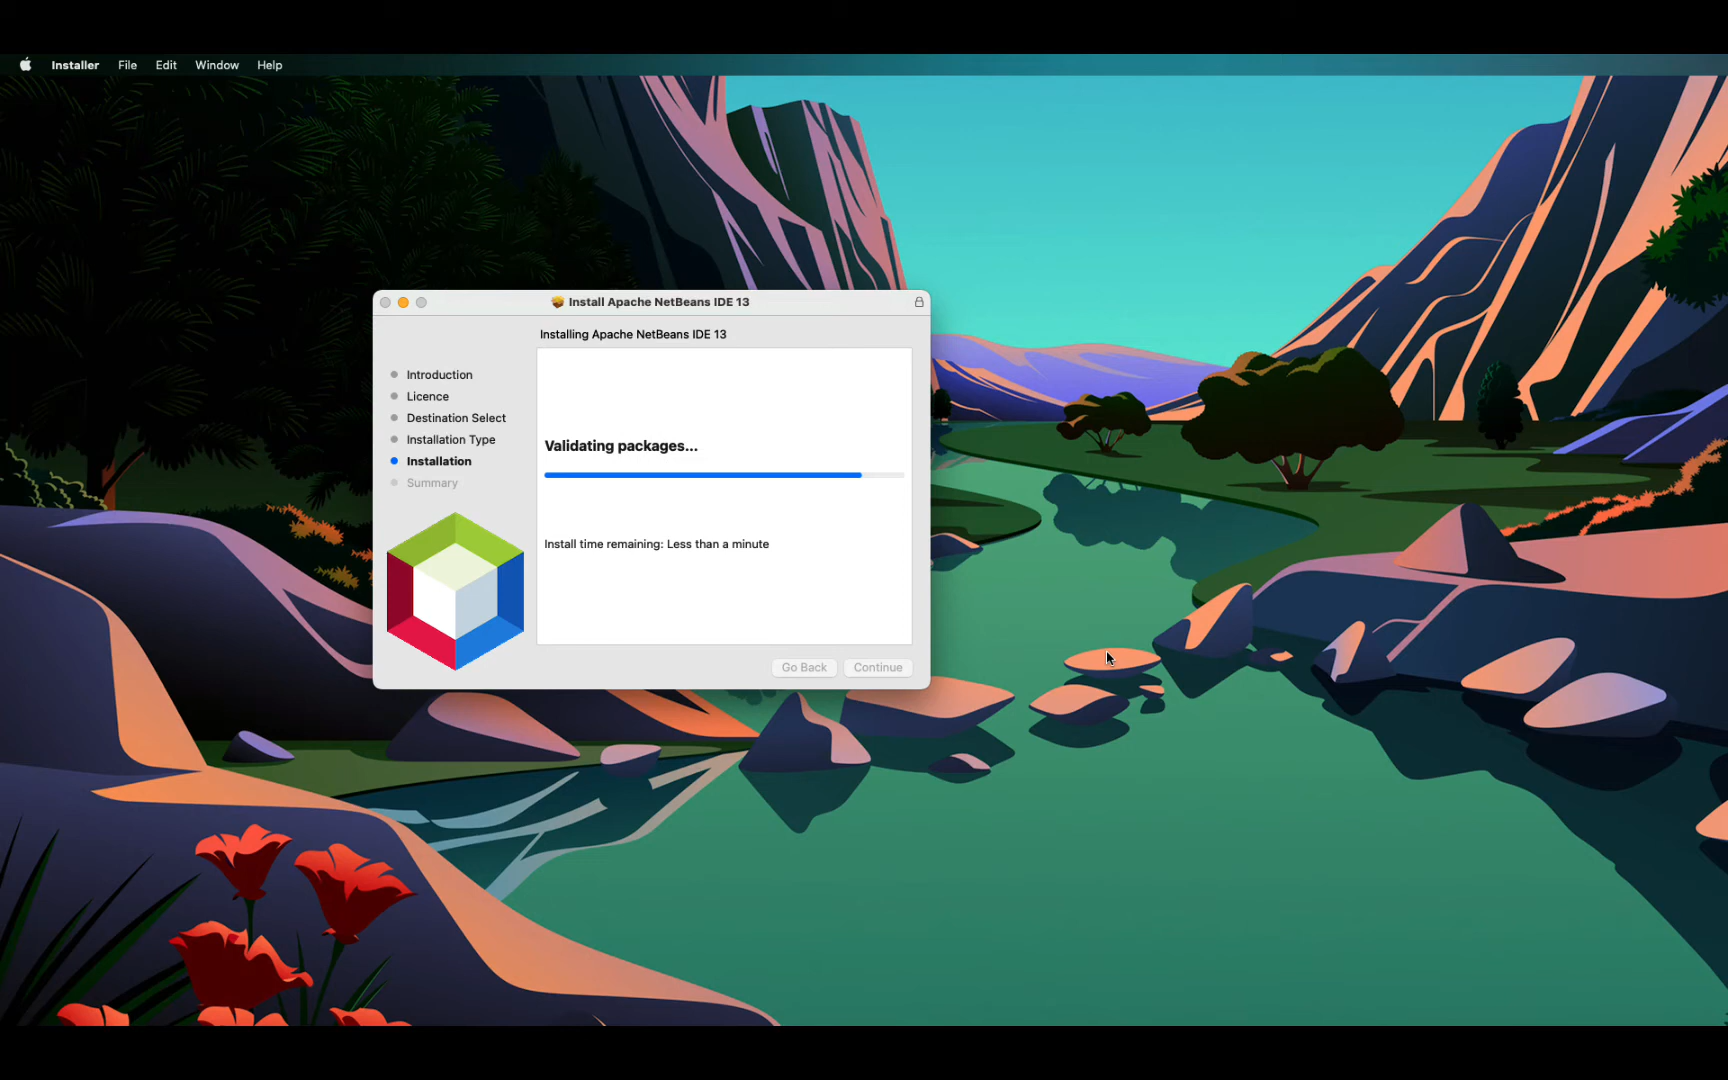 Installer File Edit Window Help
Install Apache NetBeans IDE 13
Installing Apache NetBeans IDE 13
Introduction
Licence
Destination Select
Installation Type
Installation
Summary
Validating packages...
Install time remaining: Less than a minute
Go Back Continue